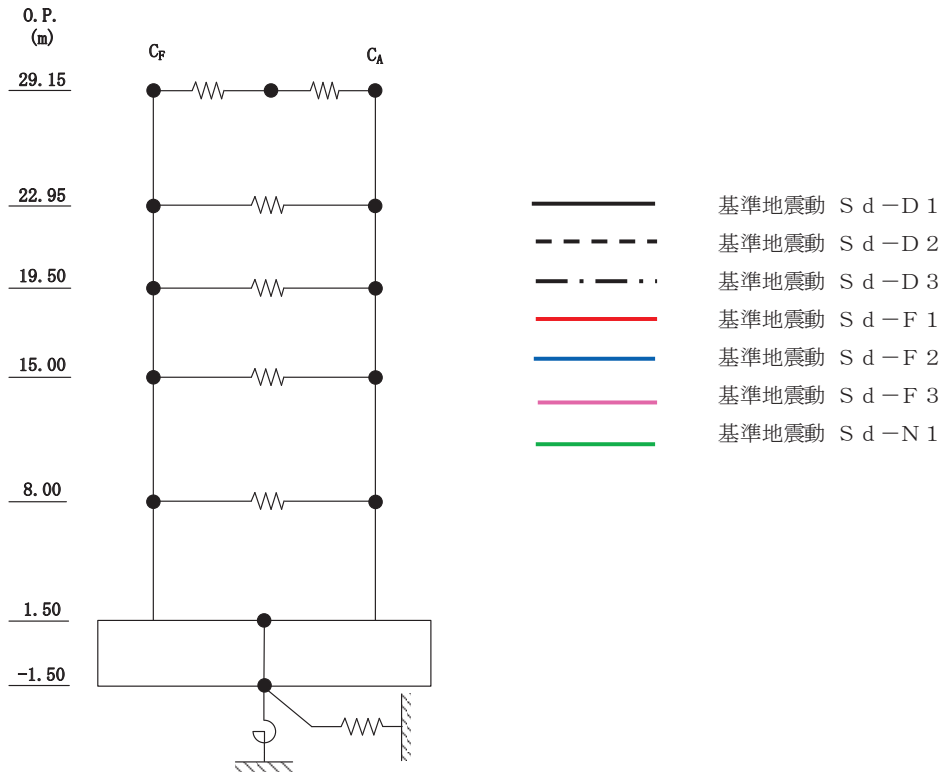 O.P.
(m)
C_F
C_A
29.15
22.95
19.50
15.00
8.00
1.50
-1.50
基準地震動 Ｓｄ－Ｄ１
基準地震動 Ｓｄ－Ｄ２
基準地震動 Ｓｄ－Ｄ３
基準地震動 Ｓｄ－Ｆ１
基準地震動 Ｓｄ－Ｆ２
基準地震動 Ｓｄ－Ｆ３
基準地震動 Ｓｄ－Ｎ１